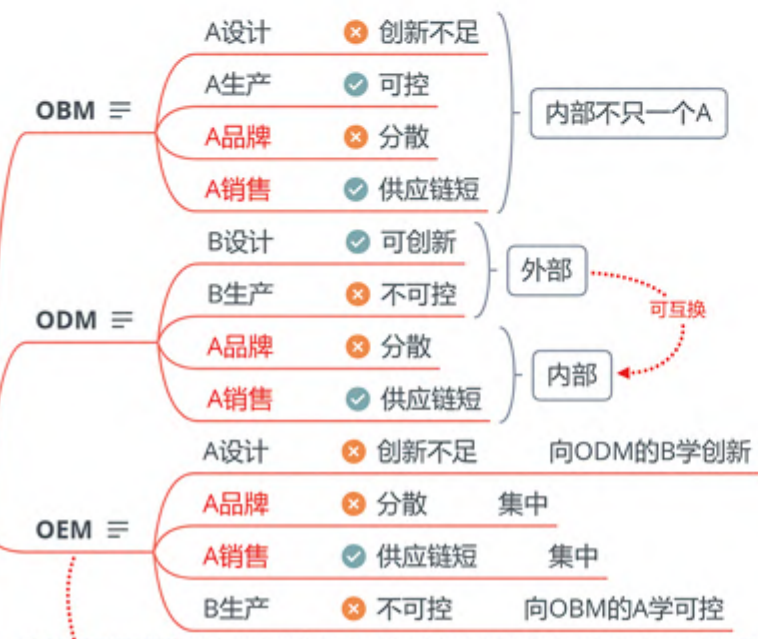 OBM
A设计 创新不足
A生产 可控
A品牌 分散
A销售 供应链短
内部不只一个A
ODM
B设计 可创新
B生产 不可控
外部
A品牌 分散
A销售 供应链短
内部
可互换
OEM
A设计 创新不足 向ODM的B学创新
A品牌 分散 集中
A销售 供应链短 集中
B生产 不可控 向OBM的A学可控